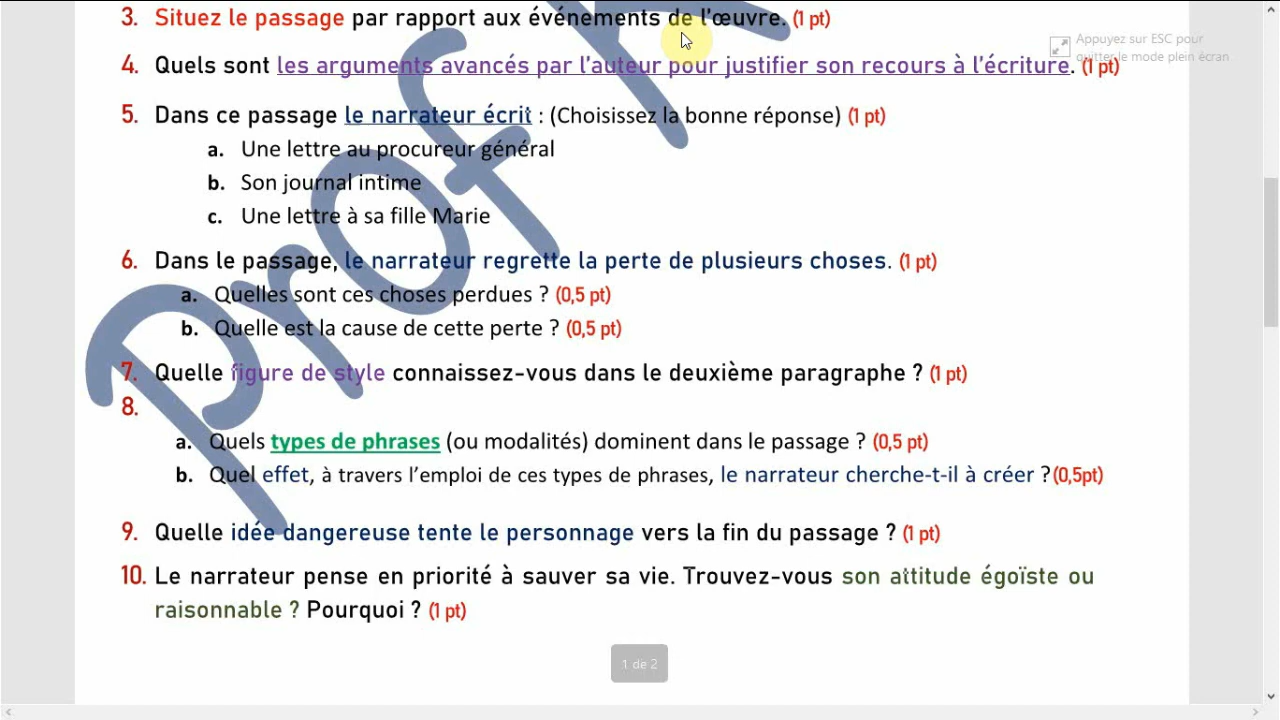 3. Situez le passage par rapport aux événements de l'œuvre. (1 pt)
Appuyez sur ESC pour
quitter le mode plein écran
4. Quels sont les arguments avancés par l'auteur pour justifier son recours à l'écriture. (1 pt)
5. Dans ce passage le narrateur écrit : (Choisissez la bonne réponse) (1 pt)
a. Une lettre au procureur général
b. Son journal intime
c. Une lettre à sa fille Marie
6. Dans le passage, le narrateur regrette la perte de plusieurs choses. (1 pt)
a. Quelles sont ces choses perdues ? (0,5 pt)
b. Quelle est la cause de cette perte ? (0,5 pt)
7. Quelle figure de style connaissez-vous dans le deuxième paragraphe ? (1 pt)
8.
a. Quels types de phrases (ou modalités) dominent dans le passage ? (0,5 pt)
b. Quel effet, à travers l'emploi de ces types de phrases, le narrateur cherche-t-il à créer ?(0,5pt)
9. Quelle idée dangereuse tente le personnage vers la fin du passage ? (1 pt)
10. Le narrateur pense en priorité à sauver sa vie. Trouvez-vous son attitude égoïste ou
raisonnable ? Pourquoi ? (1 pt)
1 de 2
Prof